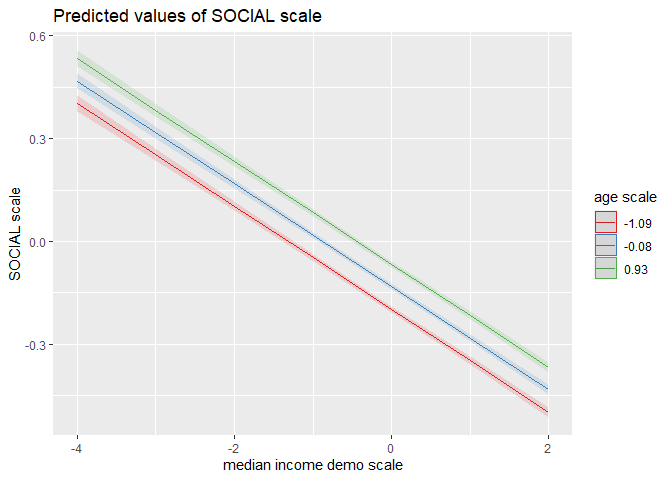 Predicted values of SOCIAL scale
0.6
0.3
0.0
-0.3
SOCIAL scale
-4
-2
0
2
median income demo scale
age scale
-1.09
-0.08
0.93